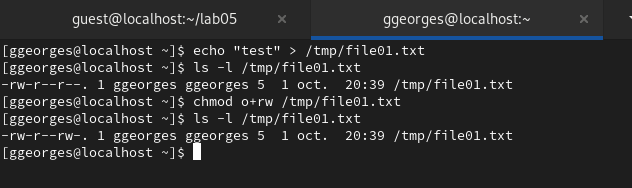 guest@localhost:~/lab05 × ggeorges@localhost:~ ×
[ggeorges@localhost ~]$ echo "test" > /tmp/file01.txt
[ggeorges@localhost ~]$ ls -l /tmp/file01.txt
-rw-r--r--. 1 ggeorges ggeorges 5  1 oct.  20:39 /tmp/file01.txt
[ggeorges@localhost ~]$ chmod o+rw /tmp/file01.txt
[ggeorges@localhost ~]$ ls -l /tmp/file01.txt
-rw-r--rw-. 1 ggeorges ggeorges 5  1 oct.  20:39 /tmp/file01.txt
[ggeorges@localhost ~]$